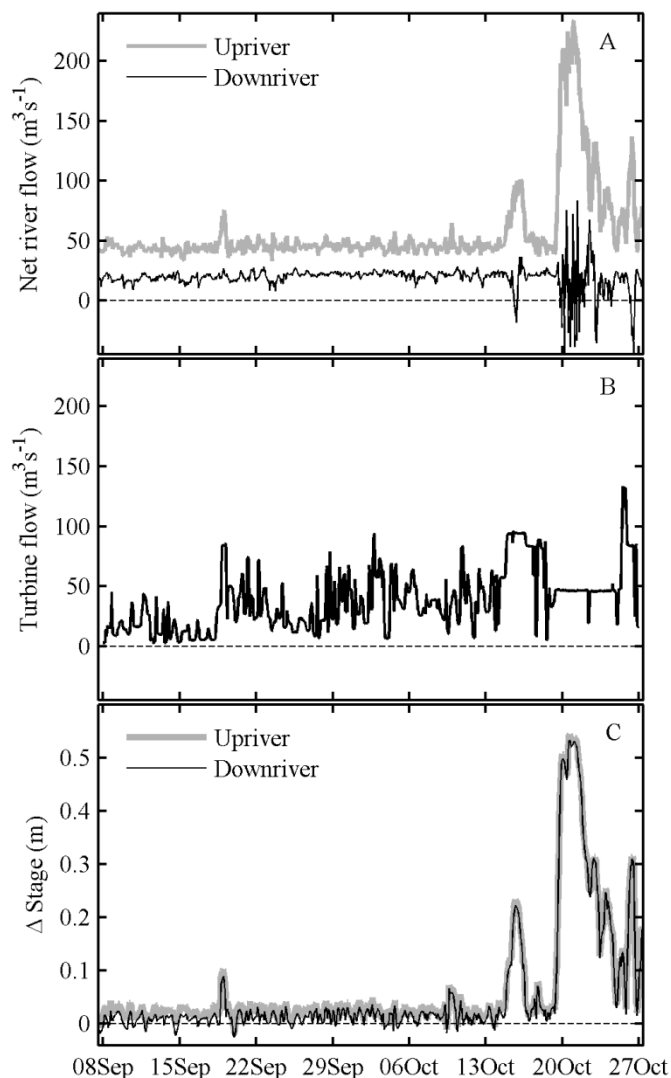 A
Upriver
Downriver
Net river flow (m³s⁻¹)
200
150
100
50
0
B
Turbine flow (m³s⁻¹)
200
150
100
50
0
C
Upriver
Downriver
Δ Stage (m)
0.5
0.4
0.3
0.2
0.1
0
08Sep 15Sep 22Sep 29Sep 06Oct 13Oct 20Oct 27Oct